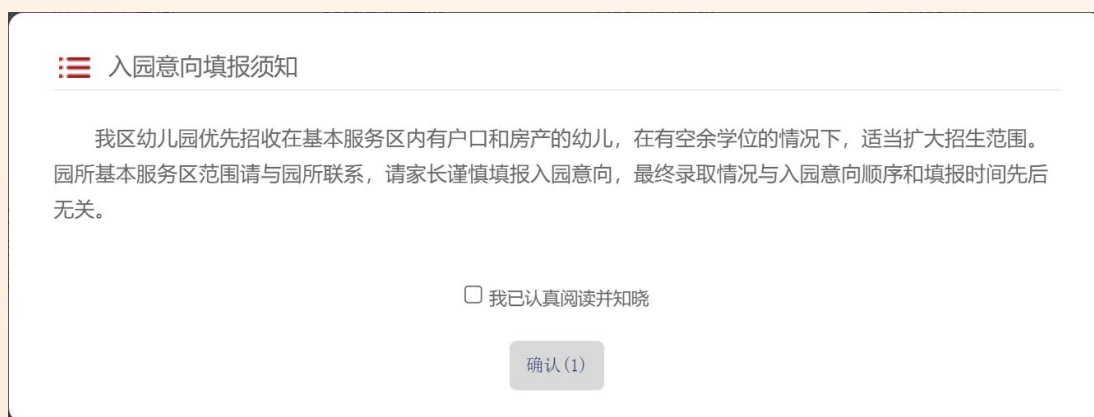 入园意向填报须知
我区幼儿园优先招收在基本服务区内有户口和房产的幼儿，在有空余学位的情况下，适当扩大招生范围。
园所基本服务区范围请与园所联系，请家长谨慎填报入园意向，最终录取情况与入园意向顺序和填报时间先后
无关。
我已认真阅读并知晓
确认(1)